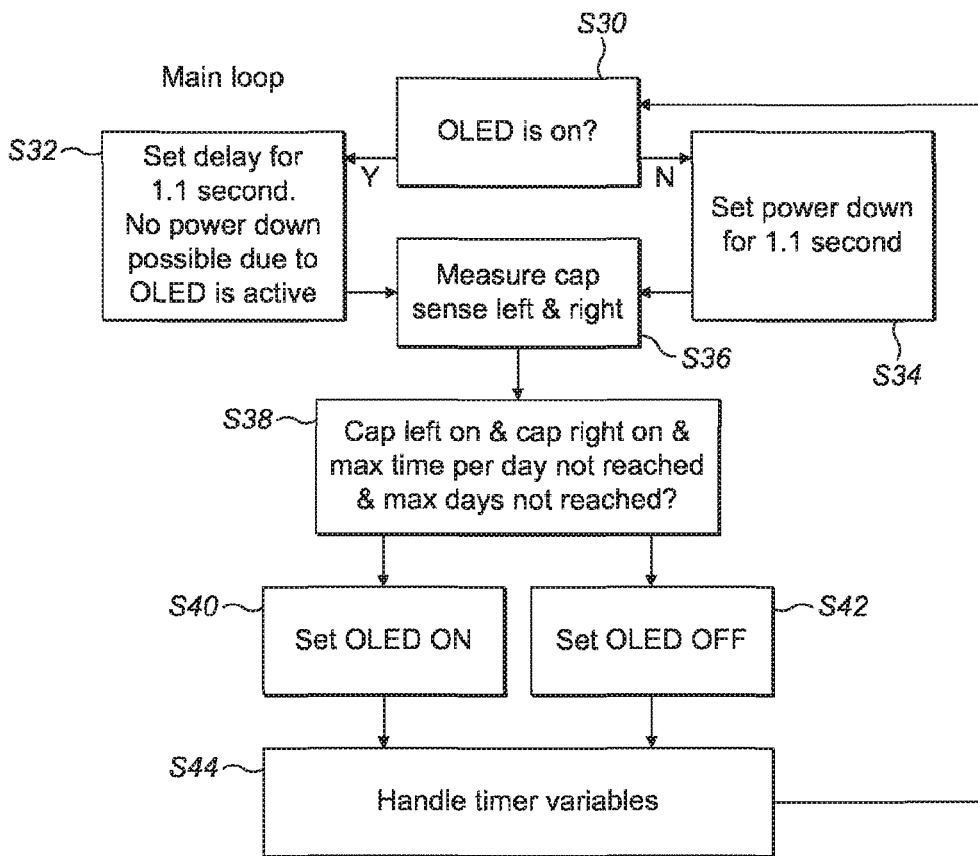 S30
Main loop
OLED is on?
S32
Set delay for
1.1 second.
No power down
possible due to
OLED is active
Y
N
Set power down
for 1.1 second
S34
Measure cap
sense left & right
S36
S38
Cap left on & cap right on &
max time per day not reached
& max days not reached?
S40
Set OLED ON
S42
Set OLED OFF
S44
Handle timer variables